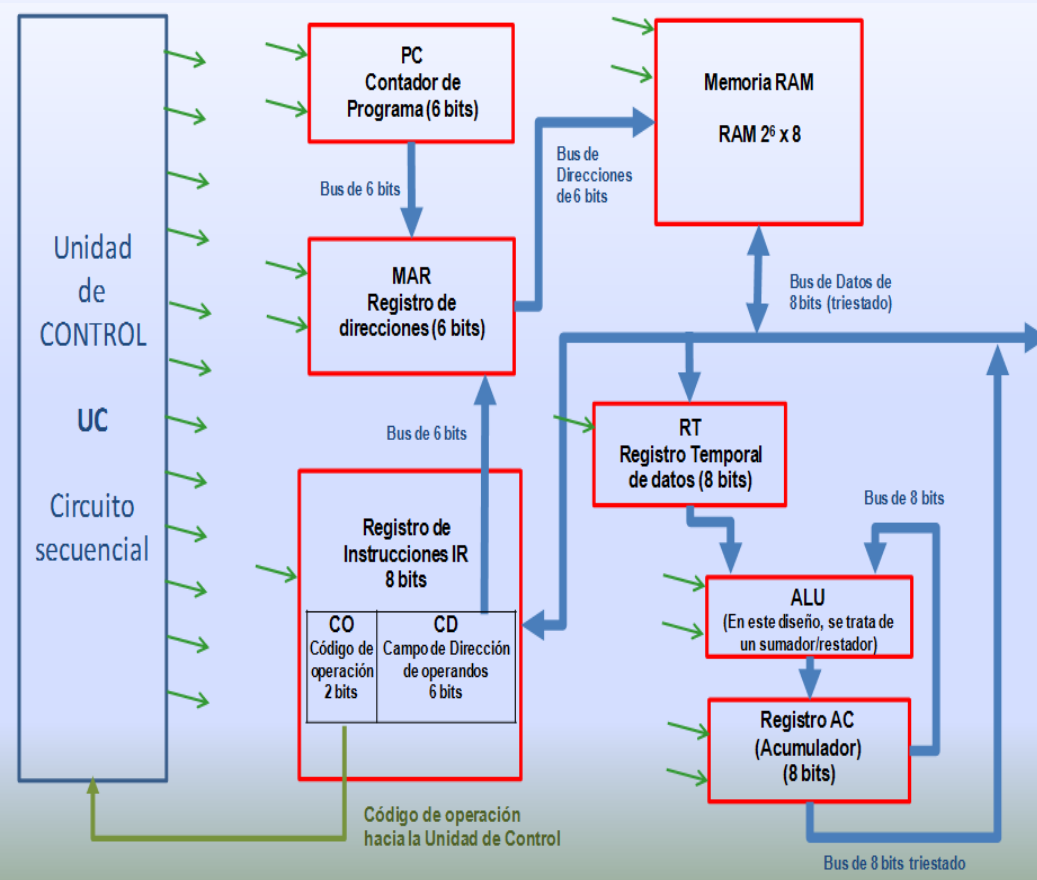 Unidad
de
CONTROL
UC
Circuito
secuencial
PC
Contador de
Programa (6 bits)
Bus de 6 bits
MAR
Registro de
direcciones (6 bits)
Bus de 6 bits
Registro de
Instrucciones IR
8 bits
CO
Código de
operación
2 bits
CD
Campo de Dirección
de operandos
6 bits
Código de operación
hacia la Unidad de Control
Bus de
Direcciones
de 6 bits
Memoria RAM
RAM 2⁶ x 8
Bus de Datos de
8 bits (triestado)
RT
Registro Temporal
de datos (8 bits)
Bus de 8 bits
ALU
(En este diseño, se trata de
un sumador/restador)
Registro AC
(Acumulador)
(8 bits)
Bus de 8 bits triestado